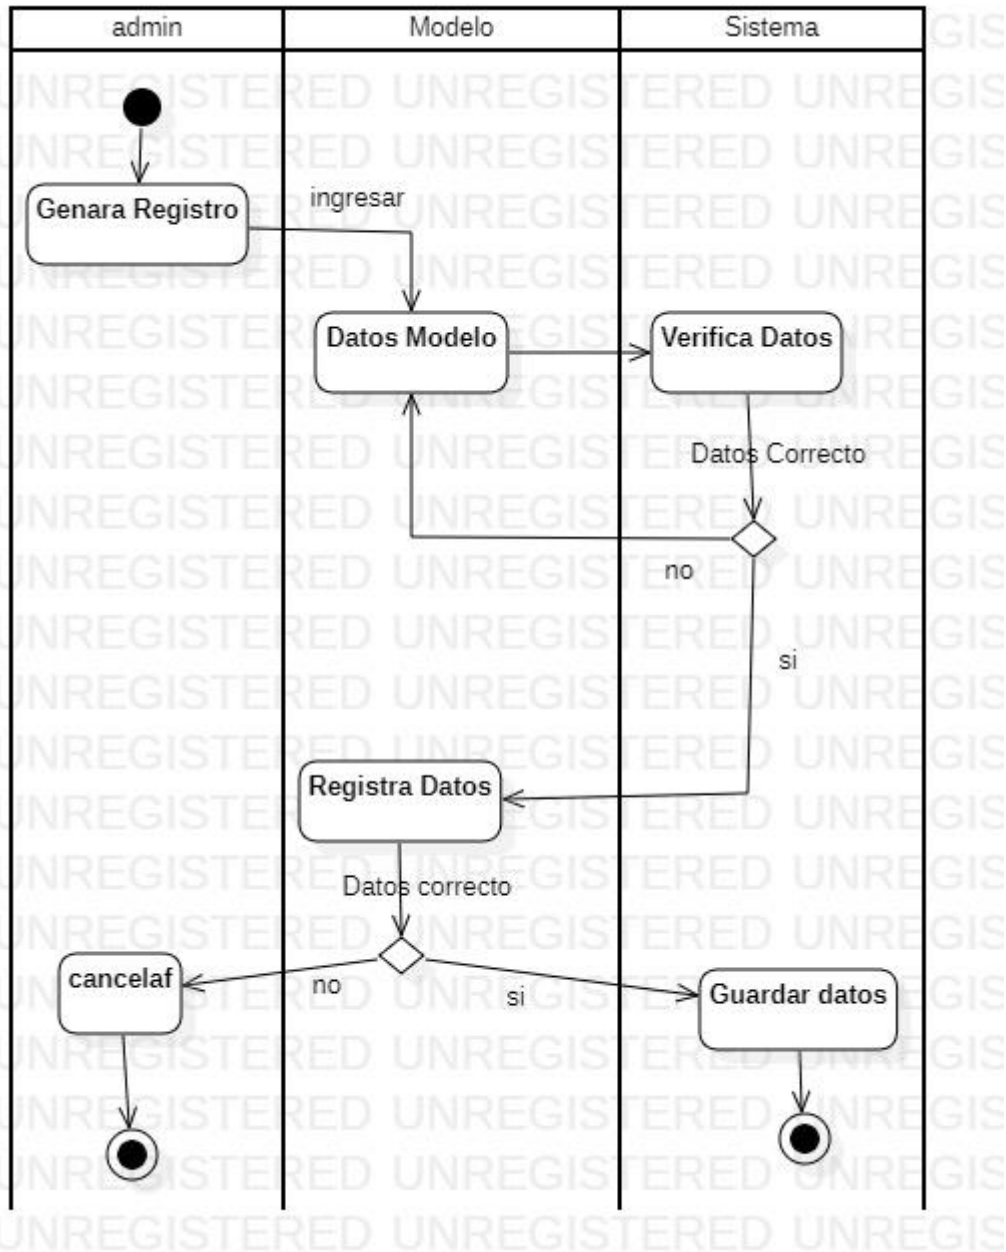 admin
Modelo
Sistema
Genara Registro
ingresar
Datos Modelo
Verifica Datos
Datos Correcto
no
si
Registra Datos
Datos correcto
cancelaf
no
si
Guardar datos
UNREGISTERED UNREGISTERED UNREGIS